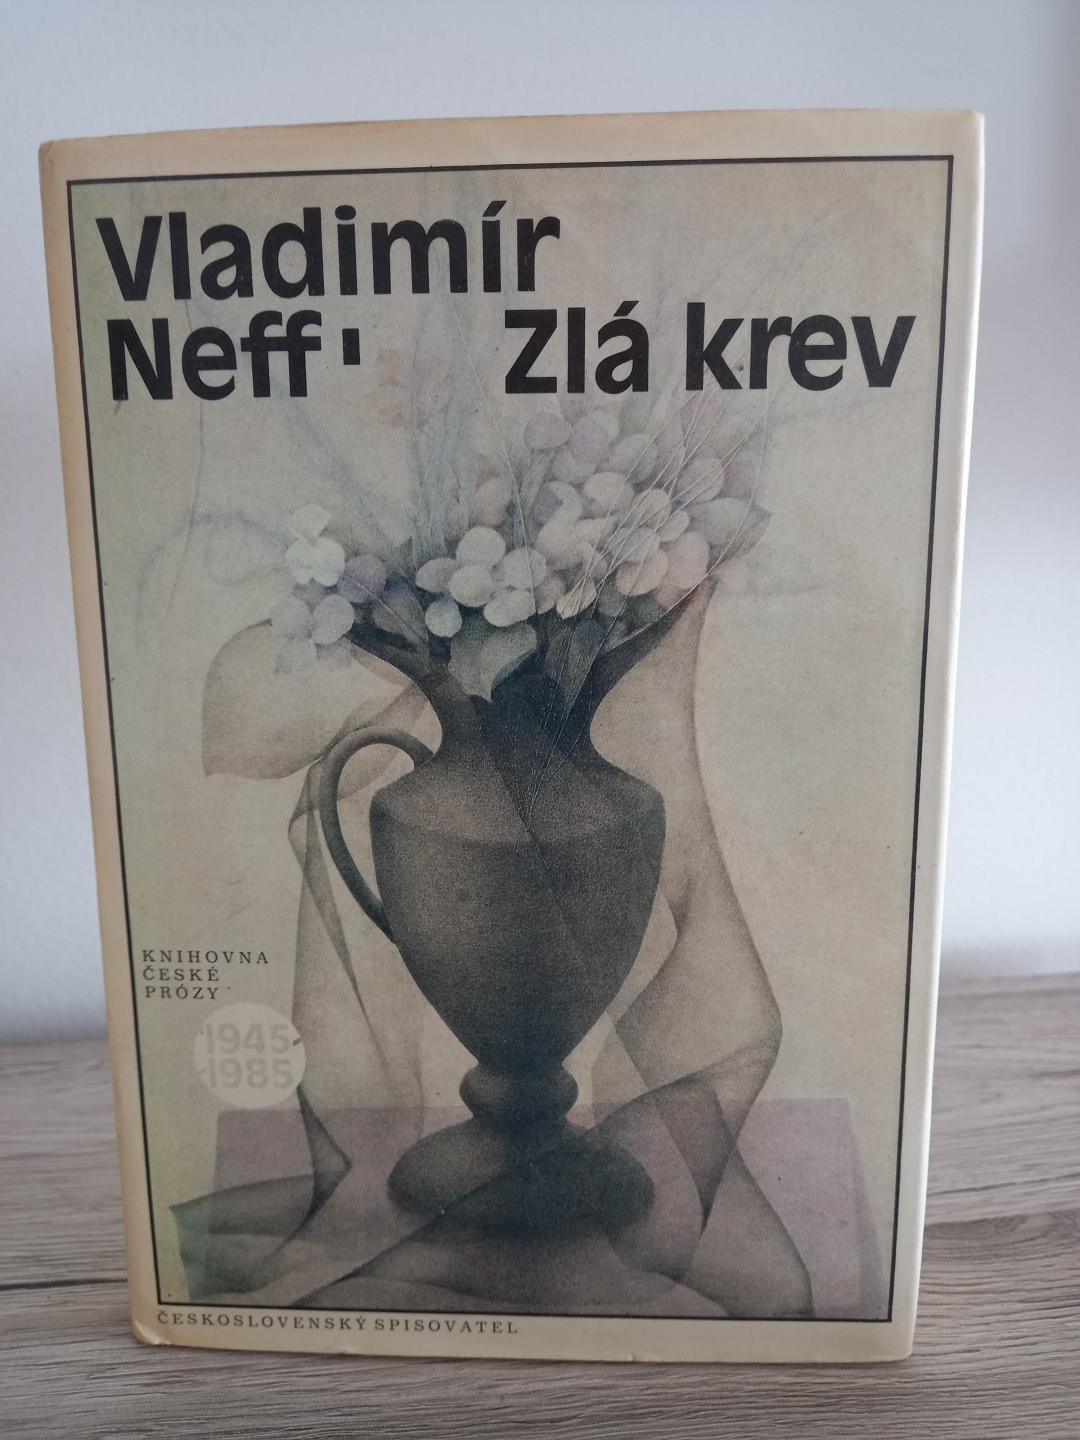 Vladimír
Neff' Zlá krev
KNIHOVNA
ČESKÉ
PRÓZY
1945-
-1985
ČESKOSLOVENSKÝ SPISOVATEL